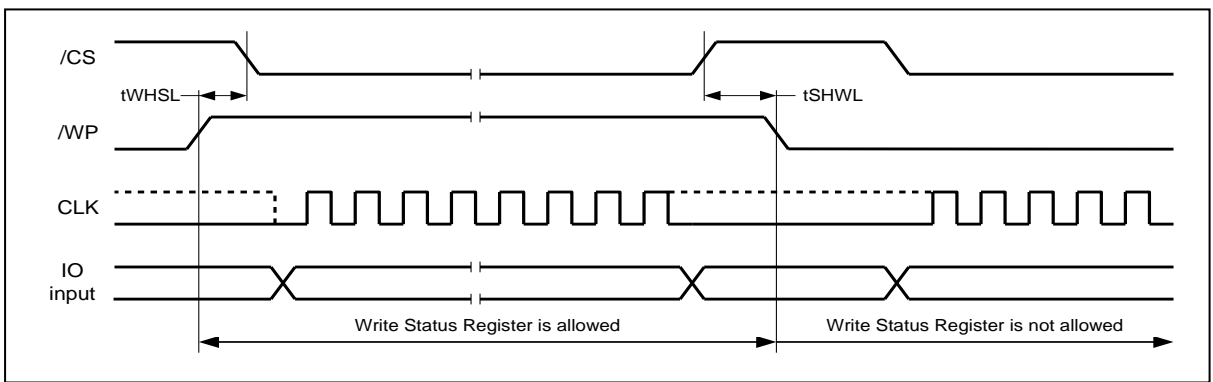 /CS
tWHSL
tSHWL
/WP
CLK
IO
input
Write Status Register is allowed
Write Status Register is not allowed